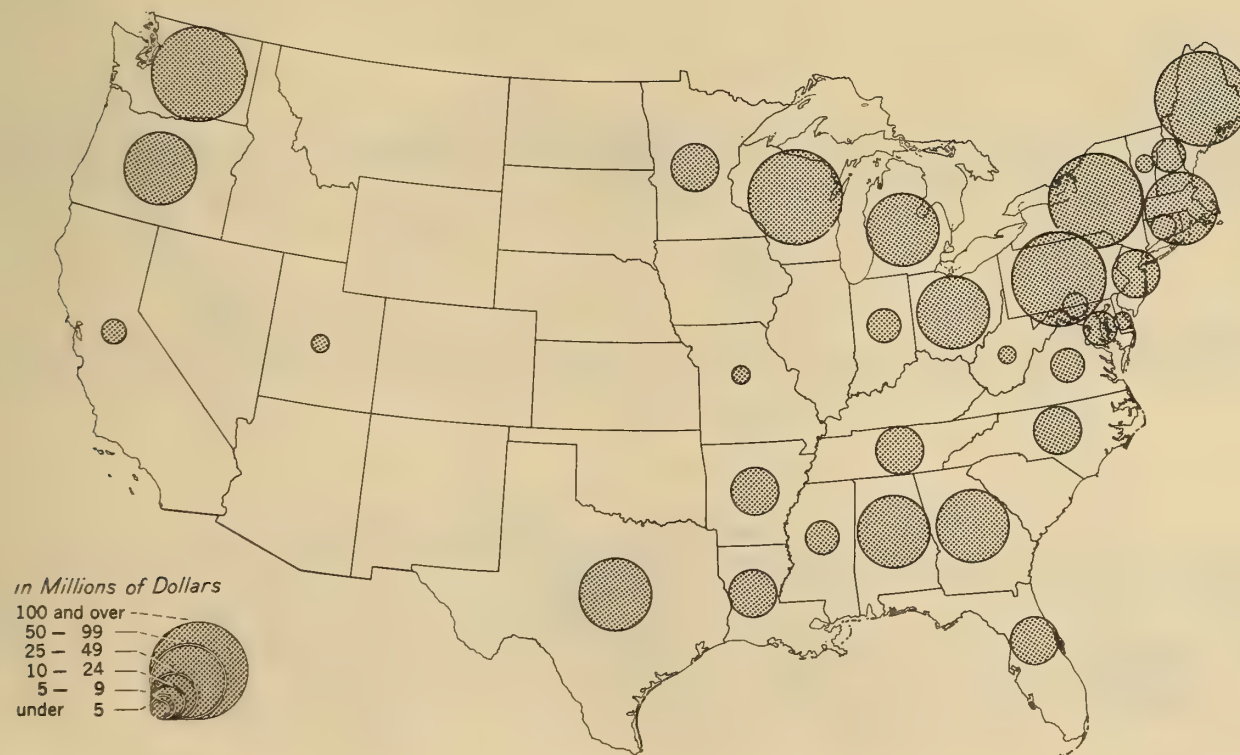 in Millions of Dollars
100 and over
50 – 99
25 – 49
10 – 24
5 – 9
under 5